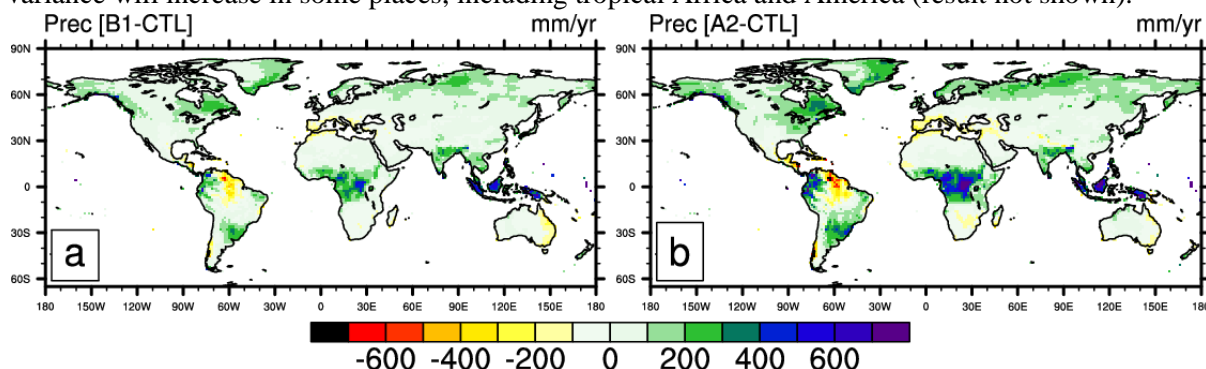 variance will increase in some places, including tropical Africa and America (result not shown).
Prec [B1-CTL] mm/yr Prec [A2-CTL] mm/yr
90N 90N
60N 60N
30N 30N
0 0
30S 30S
60S 60S
a b
180 150W 120W 90W 60W 30W 0 30E 60E 90E 120E 150E 180 180 150W 120W 90W 60W 30W 0 30E 60E 90E 120E 150E 180
-600 -400 -200 0 200 400 600